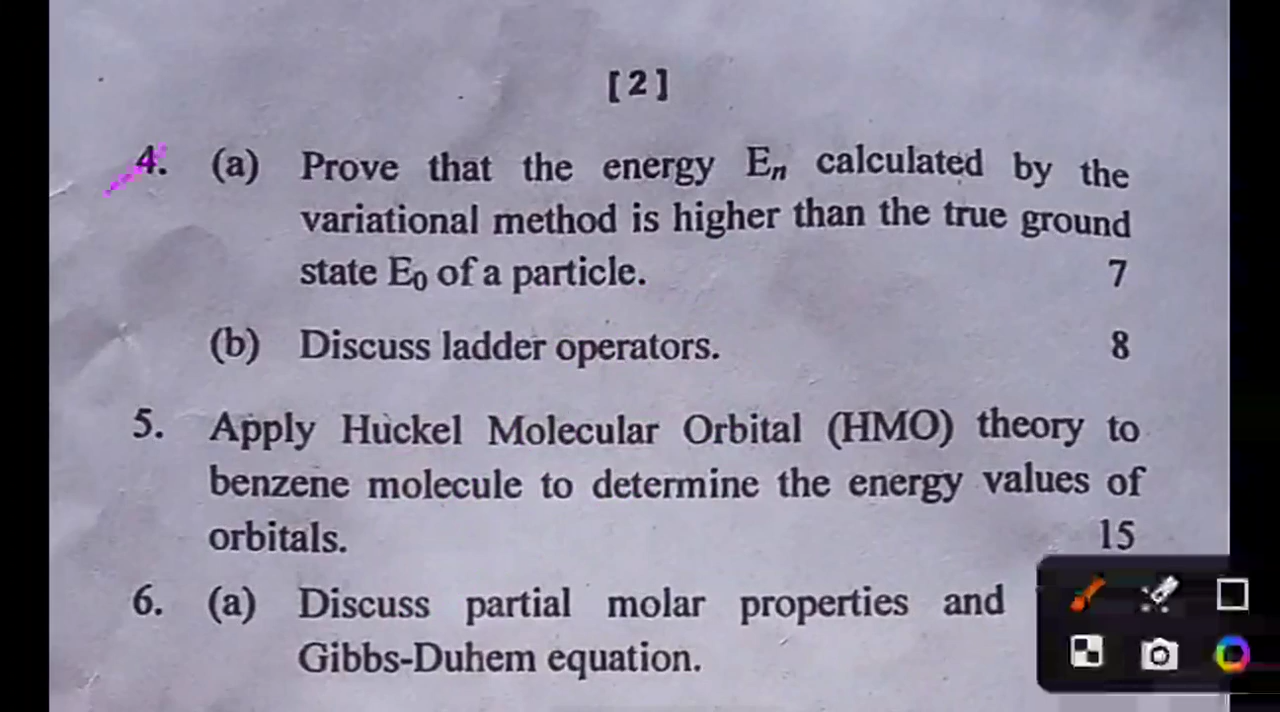 [2]
4. (a) Prove that the energy Eₙ calculated by the
variational method is higher than the true ground
state E₀ of a particle. 7
(b) Discuss ladder operators. 8
5. Apply Huckel Molecular Orbital (HMO) theory to
benzene molecule to determine the energy values of
orbitals. 15
6. (a) Discuss partial molar properties and
Gibbs-Duhem equation.